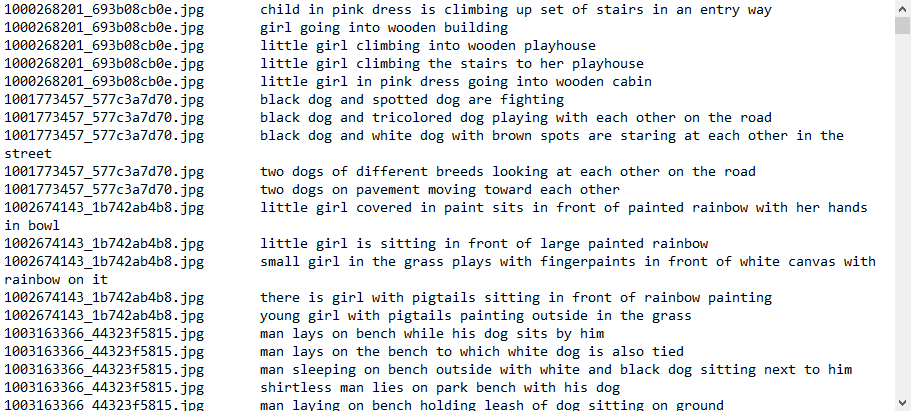 1000268201_693b08cb0e.jpg child in pink dress is climbing up set of stairs in an entry way
1000268201_693b08cb0e.jpg girl going into wooden building
1000268201_693b08cb0e.jpg little girl climbing into wooden playhouse
1000268201_693b08cb0e.jpg little girl climbing the stairs to her playhouse
1000268201_693b08cb0e.jpg little girl in pink dress going into wooden cabin
1001773457_577c3a7d70.jpg black dog and spotted dog are fighting
1001773457_577c3a7d70.jpg black dog and tricolored dog playing with each other on the road
1001773457_577c3a7d70.jpg black dog and white dog with brown spots are staring at each other in the
street
1001773457_577c3a7d70.jpg two dogs of different breeds looking at each other on the road
1001773457_577c3a7d70.jpg two dogs on pavement moving toward each other
1002674143_1b742ab4b8.jpg little girl covered in paint sits in front of painted rainbow with her hands
in bowl
1002674143_1b742ab4b8.jpg little girl is sitting in front of large painted rainbow
1002674143_1b742ab4b8.jpg small girl in the grass plays with fingerpaints in front of white canvas with
rainbow on it
1002674143_1b742ab4b8.jpg there is girl with pigtails sitting in front of rainbow painting
1002674143_1b742ab4b8.jpg young girl with pigtails painting outside in the grass
1003163366_44323f5815.jpg man lays on bench while his dog sits by him
1003163366_44323f5815.jpg man lays on the bench to which white dog is also tied
1003163366_44323f5815.jpg man sleeping on bench outside with white and black dog sitting next to him
1003163366_44323f5815.jpg shirtless man lies on park bench with his dog
1003163366_44323f5815.jpg man laying on bench holding leash of dog sitting on ground